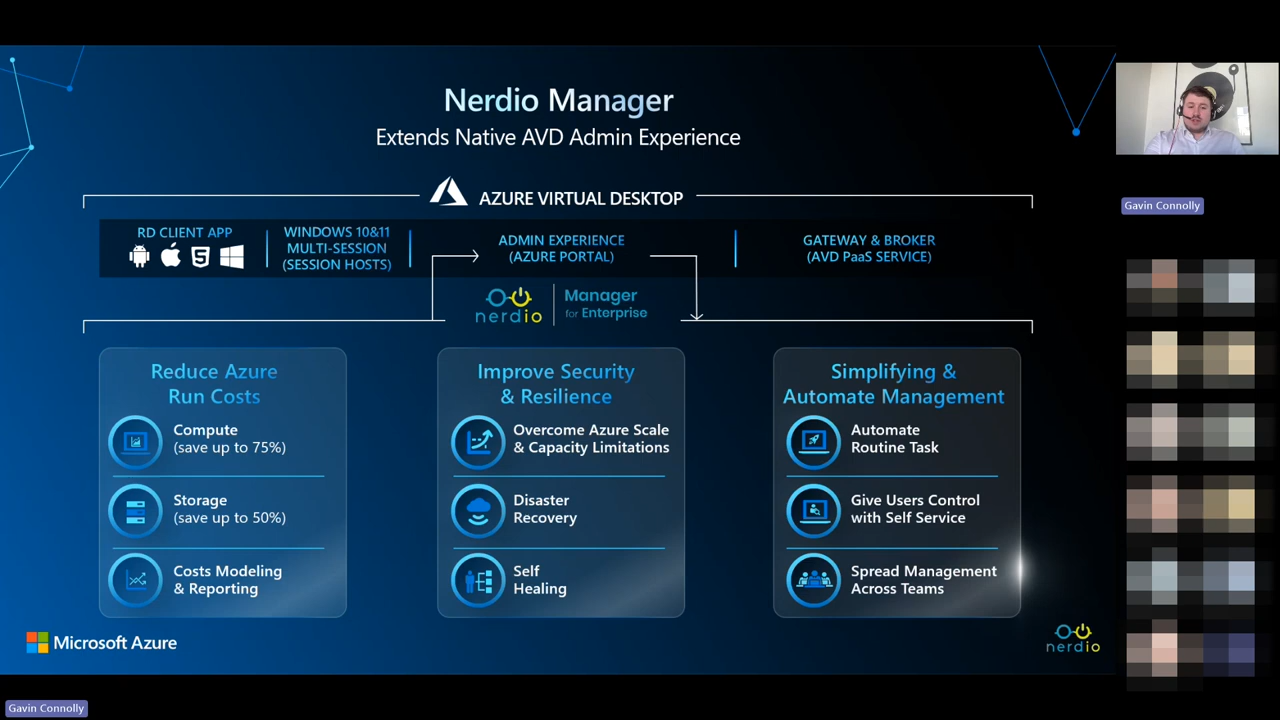 Nerdio Manager
Extends Native AVD Admin Experience
AZURE VIRTUAL DESKTOP
RD CLIENT APP
WINDOWS 10&11
MULTI-SESSION
(SESSION HOSTS)
ADMIN EXPERIENCE
(AZURE PORTAL)
GATEWAY & BROKER
(AVD PaaS SERVICE)
nerdio
Manager
for Enterprise
Reduce Azure
Run Costs
Compute
(save up to 75%)
Storage
(save up to 50%)
Costs Modeling
& Reporting
Improve Security
& Resilience
Overcome Azure Scale
& Capacity Limitations
Disaster
Recovery
Self
Healing
Simplifying &
Automate Management
Automate
Routine Task
Give Users Control
with Self Service
Spread Management
Across Teams
Microsoft Azure
nerdio
Gavin Connolly
Gavin Connolly